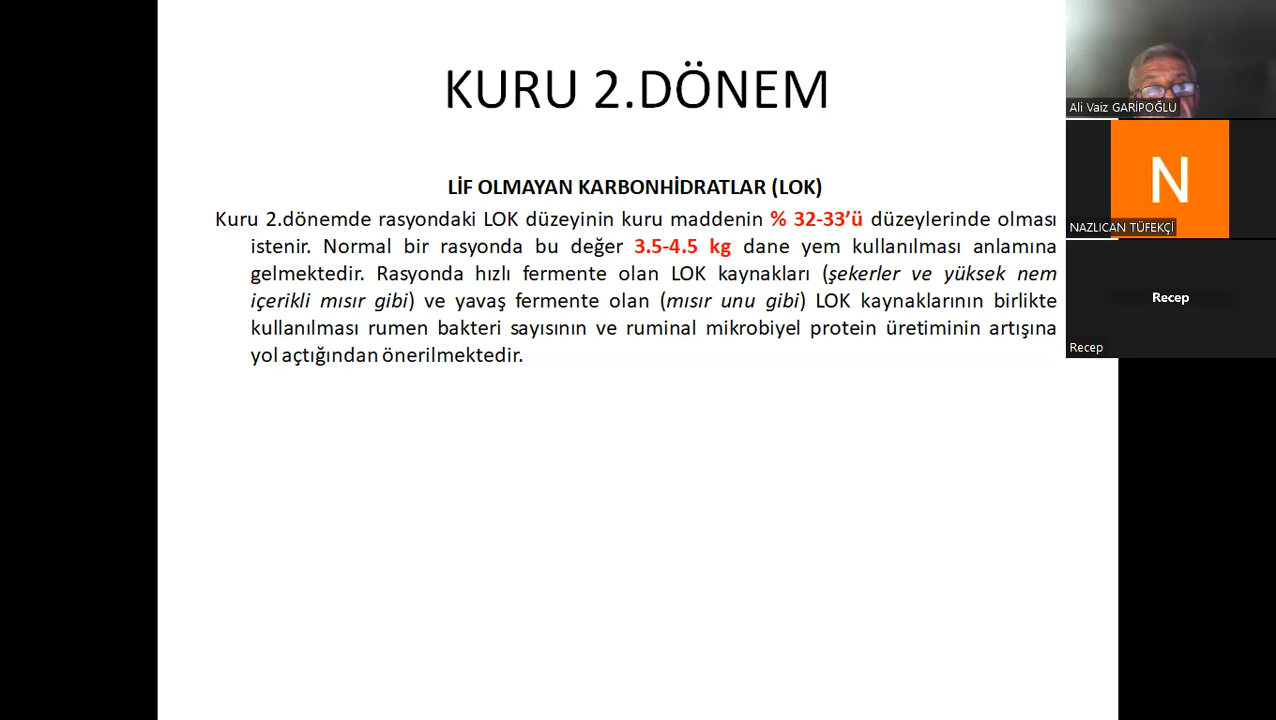 KURU 2.DÖNEM
LİF OLMAYAN KARBONHİDRATLAR (LOK)
Kuru 2.dönemde rasyondaki LOK düzeyinin kuru maddenin % 32-33’ü düzeylerinde olması
istenir. Normal bir rasyonda bu değer 3.5-4.5 kg dane yem kullanılması anlamına
gelmektedir. Rasyonda hızlı fermente olan LOK kaynakları (şekerler ve yüksek nem
içerikli mısır gibi) ve yavaş fermente olan (mısır unu gibi) LOK kaynaklarının birlikte
kullanılması rumen bakteri sayısının ve ruminal mikrobiyel protein üretiminin artışına
yol açtığından önerilmektedir.
Ali Vaiz GARİPOĞLU
N
NAZLICAN TÜFEKÇİ
Recep
Recep